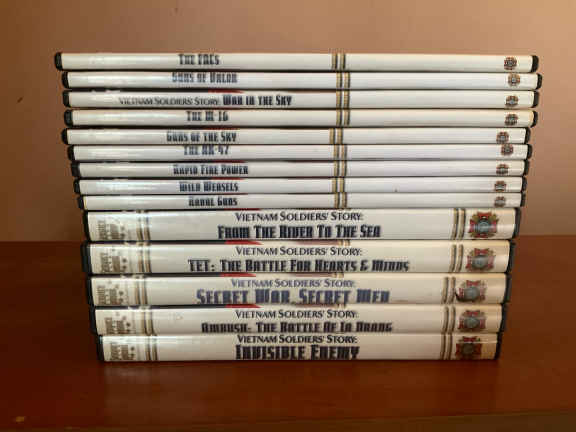 The FACs
Guns of Valor
Vietnam Soldiers' Story: War in the Sky
The M-16
Guns of the Sky
The AK-47
Rapid Fire Power
Wild Weasels
Naval Guns
Vietnam Soldiers' Story:
From The River To The Sea
Vietnam Soldiers' Story:
TET: The Battle For Hearts & Minds
Vietnam Soldiers' Story:
Secret War, Secret Men
Vietnam Soldiers' Story:
Ambush: The Battle Of Ia Drang
Vietnam Soldiers' Story:
Invisible Enemy